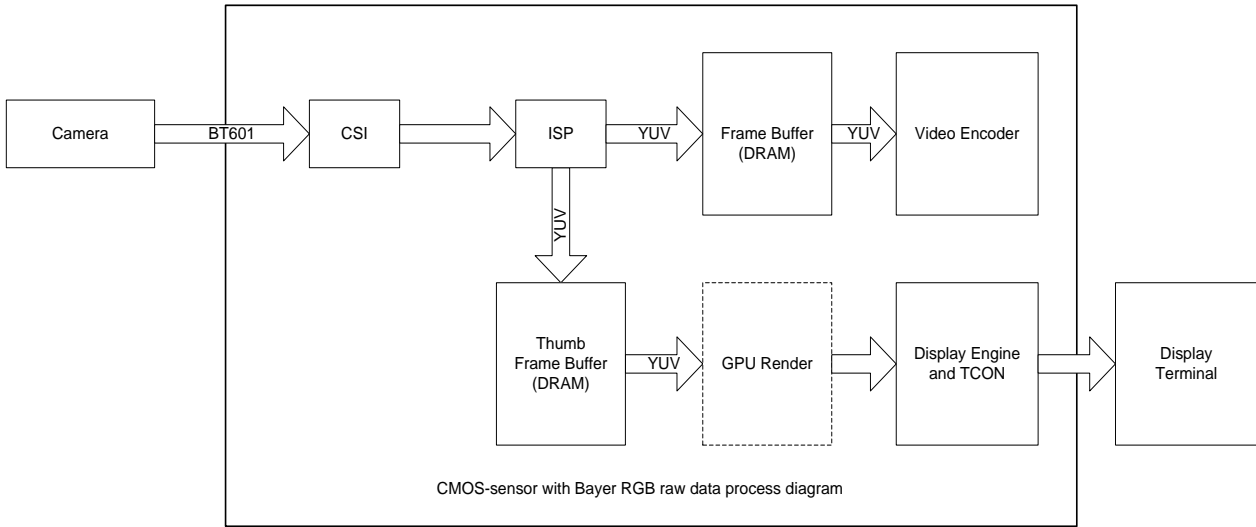 Camera
BT601
CSI
ISP
YUV
Frame Buffer
(DRAM)
YUV
Video Encoder
YUV
Thumb
Frame Buffer
(DRAM)
YUV
GPU Render
Display Engine
and TCON
Display
Terminal
CMOS-sensor with Bayer RGB raw data process diagram